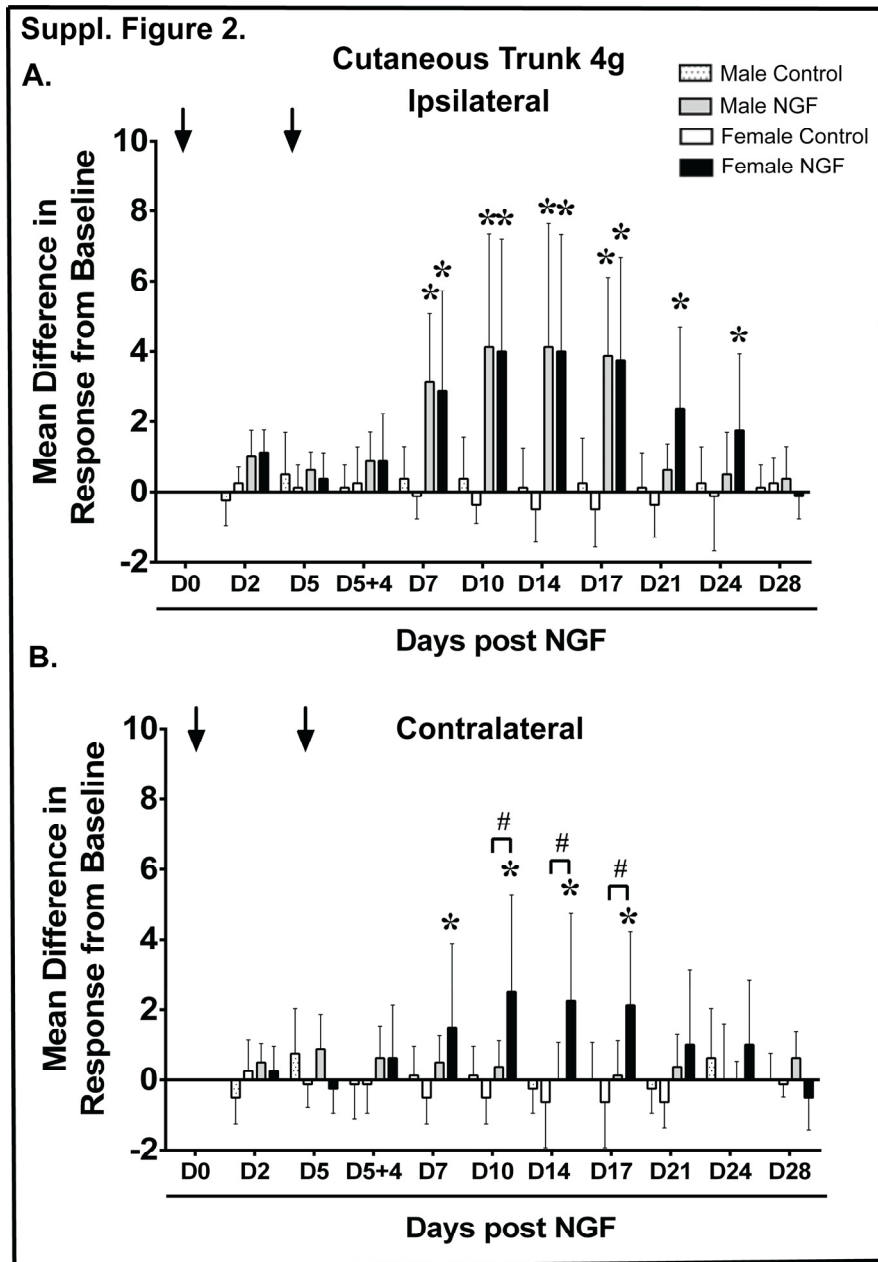 Suppl. Figure 2.
A.
Cutaneous Trunk 4g
Ipsilateral
Male Control
Male NGF
Female Control
Female NGF
Mean Difference in
Response from Baseline
10
8
6
4
2
0
-2
* * ** ** * * * *
D0 D2 D5 D5+4 D7 D10 D14 D17 D21 D24 D28
Days post NGF
B.
Contralateral
Mean Difference in
Response from Baseline
10
8
6
4
2
0
-2
# # #
* * * *
D0 D2 D5 D5+4 D7 D10 D14 D17 D21 D24 D28
Days post NGF